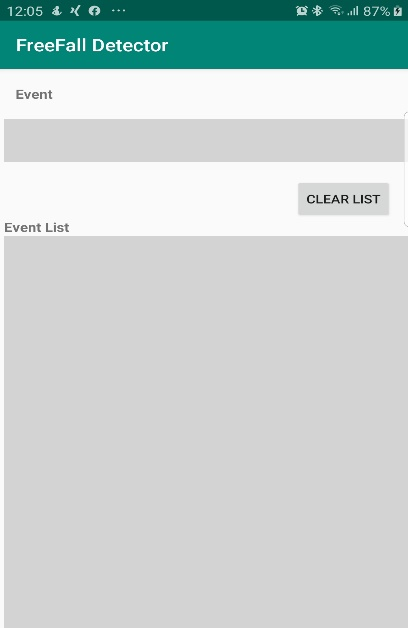 12:05 87%
FreeFall Detector
Event
CLEAR LIST
Event List